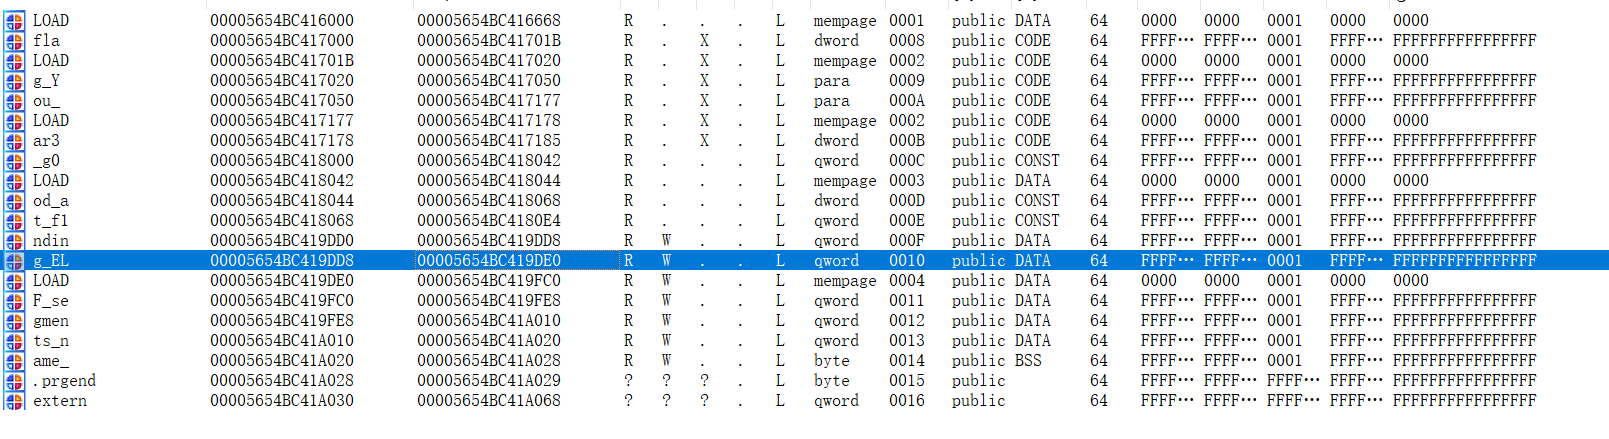 LOAD 00005654BC416000 00005654BC416668 R . . . L mempage 0001 public DATA 64 0000 0000 0001 0000 0000
fla 00005654BC417000 00005654BC41701B R . X . L dword 0008 public CODE 64 FFFF⋯ FFFF⋯ 0001 FFFF⋯ FFFFFFFFFFFFFFFF
LOAD 00005654BC41701B 00005654BC417020 R . X . L mempage 0002 public CODE 64 0000 0000 0001 0000 0000
g_Y 00005654BC417020 00005654BC417050 R . X . L para 0009 public CODE 64 FFFF⋯ FFFF⋯ 0001 FFFF⋯ FFFFFFFFFFFFFFFF
ou_ 00005654BC417050 00005654BC417177 R . X . L para 000A public CODE 64 FFFF⋯ FFFF⋯ 0001 FFFF⋯ FFFFFFFFFFFFFFFF
LOAD 00005654BC417177 00005654BC417178 R . X . L mempage 0002 public CODE 64 0000 0000 0001 0000 0000
ar3 00005654BC417178 00005654BC417185 R . X . L dword 000B public CODE 64 FFFF⋯ FFFF⋯ 0001 FFFF⋯ FFFFFFFFFFFFFFFF
_g0 00005654BC418000 00005654BC418042 R . . . L qword 000C public CONST 64 FFFF⋯ FFFF⋯ 0001 FFFF⋯ FFFFFFFFFFFFFFFF
LOAD 00005654BC418042 00005654BC418044 R . . . L mempage 0003 public DATA 64 0000 0000 0001 0000 0000
od_a 00005654BC418044 00005654BC418068 R . . . L dword 000D public CONST 64 FFFF⋯ FFFF⋯ 0001 FFFF⋯ FFFFFFFFFFFFFFFF
t_f1 00005654BC418068 00005654BC4180E4 R . . . L qword 000E public CONST 64 FFFF⋯ FFFF⋯ 0001 FFFF⋯ FFFFFFFFFFFFFFFF
ndin 00005654BC419DD0 00005654BC419DD8 R W . . L qword 000F public DATA 64 FFFF⋯ FFFF⋯ 0001 FFFF⋯ FFFFFFFFFFFFFFFF
g_EL 00005654BC419DD8 00005654BC419DE0 R W . . L qword 0010 public DATA 64 FFFF⋯ FFFF⋯ 0001 FFFF⋯ FFFFFFFFFFFFFFFF
LOAD 00005654BC419DE0 00005654BC419FC0 R W . . L mempage 0004 public DATA 64 0000 0000 0001 0000 0000
F_se 00005654BC419FC0 00005654BC419FE8 R W . . L qword 0011 public DATA 64 FFFF⋯ FFFF⋯ 0001 FFFF⋯ FFFFFFFFFFFFFFFF
gmen 00005654BC419FE8 00005654BC41A010 R W . . L qword 0012 public DATA 64 FFFF⋯ FFFF⋯ 0001 FFFF⋯ FFFFFFFFFFFFFFFF
ts_n 00005654BC41A010 00005654BC41A020 R W . . L qword 0013 public DATA 64 FFFF⋯ FFFF⋯ 0001 FFFF⋯ FFFFFFFFFFFFFFFF
ame_ 00005654BC41A020 00005654BC41A028 R W . . L byte 0014 public BSS 64 FFFF⋯ FFFF⋯ 0001 FFFF⋯ FFFFFFFFFFFFFFFF
.prgend 00005654BC41A028 00005654BC41A029 ? ? ? . L byte 0015 public 64 FFFF⋯ FFFF⋯ FFFF⋯ FFFF⋯ FFFFFFFFFFFFFFFF
extern 00005654BC41A030 00005654BC41A068 ? ? ? . L qword 0016 public 64 FFFF⋯ FFFF⋯ FFFF⋯ FFFF⋯ FFFFFFFFFFFFFFFF